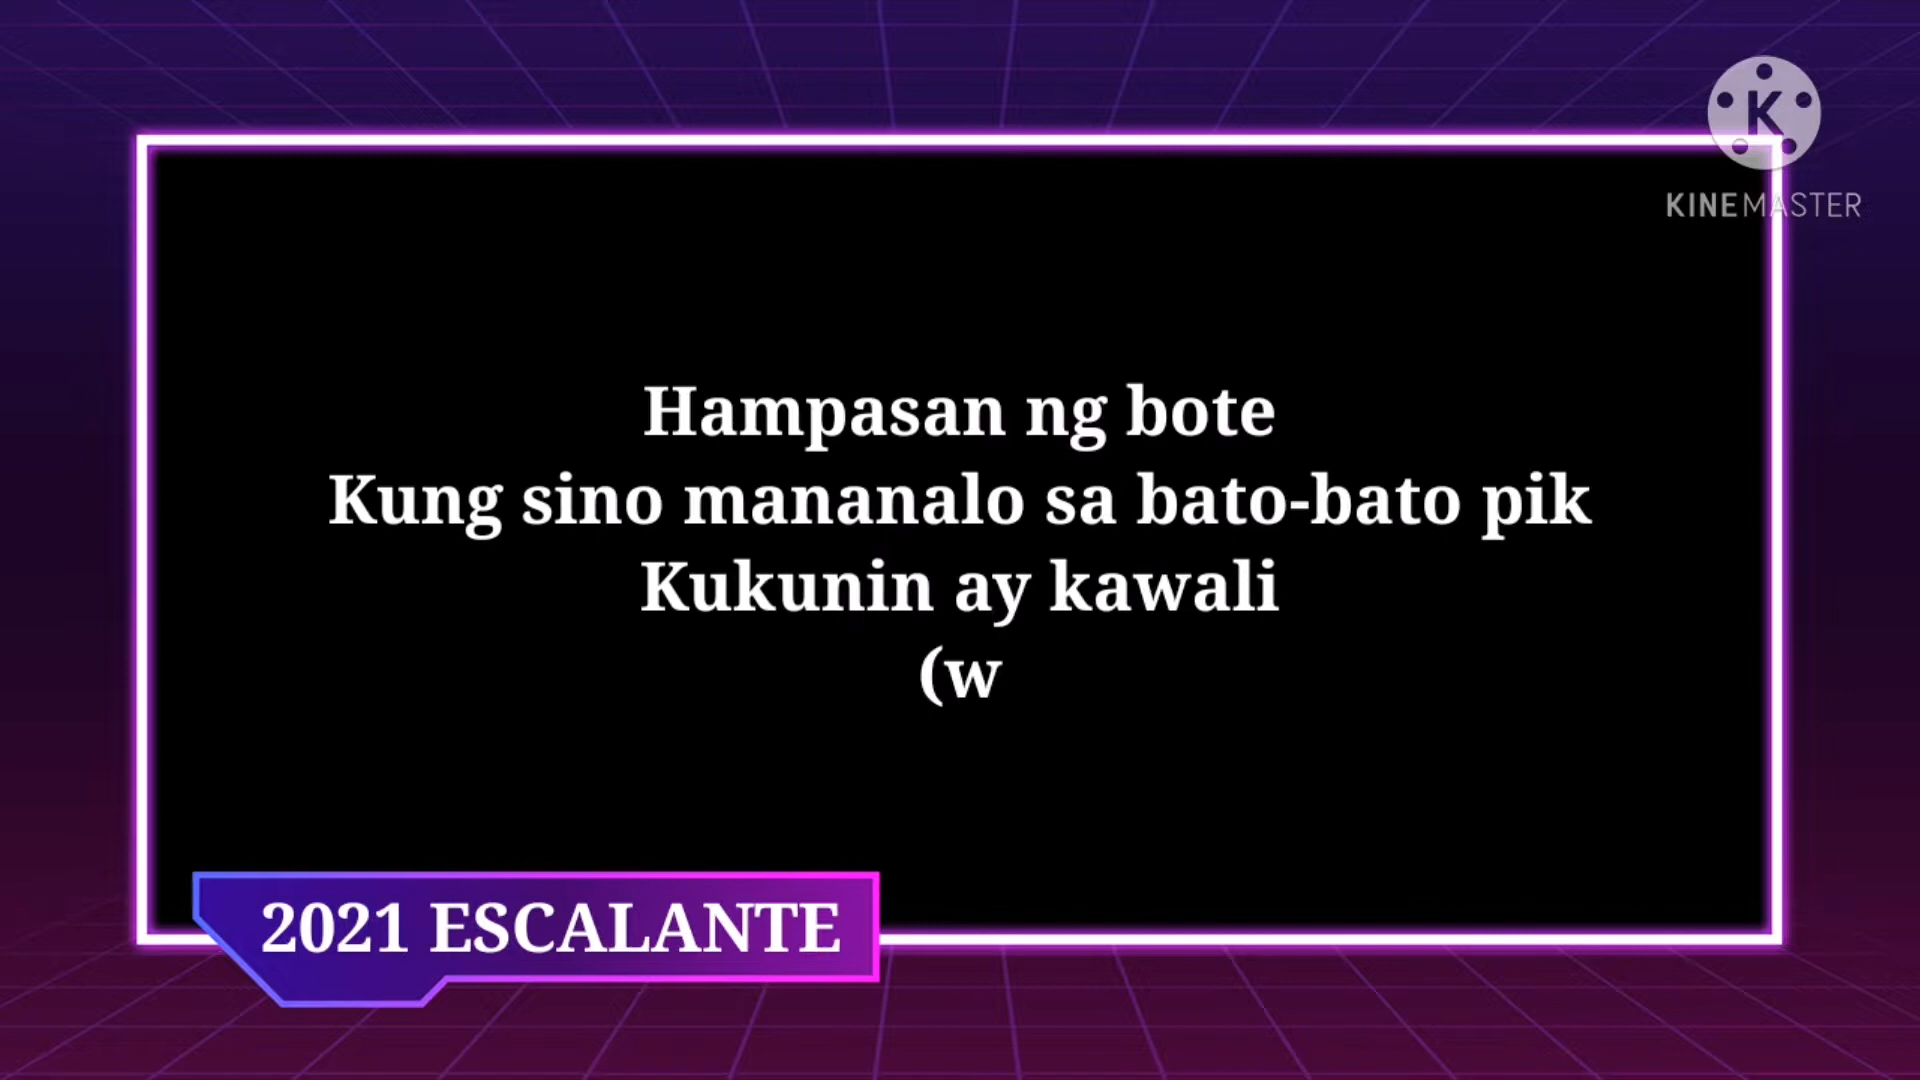 K
KINEMASTER
Hampasan ng bote
Kung sino mananalo sa bato-bato pik
Kukunin ay kawali
(w
2021 ESCALANTE